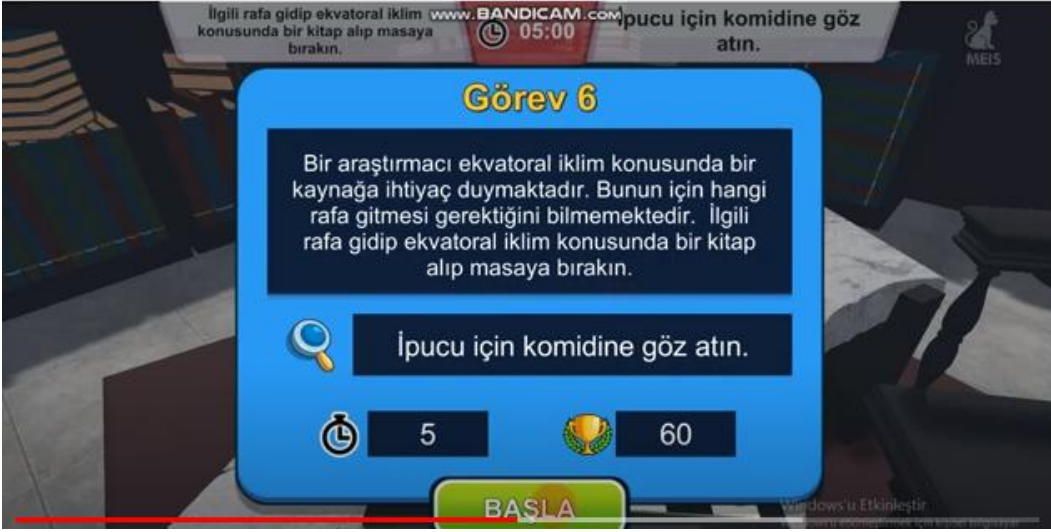 İlgili rafa gidip ekvatoral iklim
konusunda bir kitap alıp masaya
bırakın.
www.BANDICAM.com
05:00
İpucu için komidine göz
atın.
MEIS
Görev 6
Bir araştırmacı ekvatoral iklim konusunda bir
kaynağa ihtiyaç duymaktadır. Bunun için hangi
rafa gitmesi gerektiğini bilmemektedir. İlgili
rafa gidip ekvatoral iklim konusunda bir kitap
alıp masaya bırakın.
İpucu için komidine göz atın.
5
60
BAŞLA
Windows'u Etkinleştir